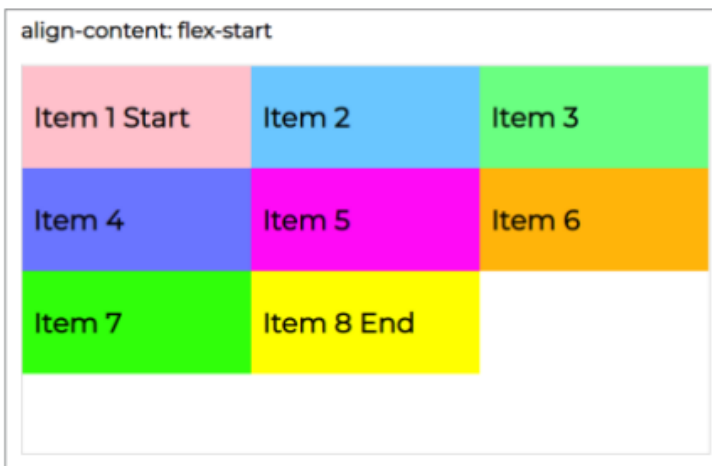 align-content: flex-start
Item 1 Start Item 2 Item 3
Item 4 Item 5 Item 6
Item 7 Item 8 End